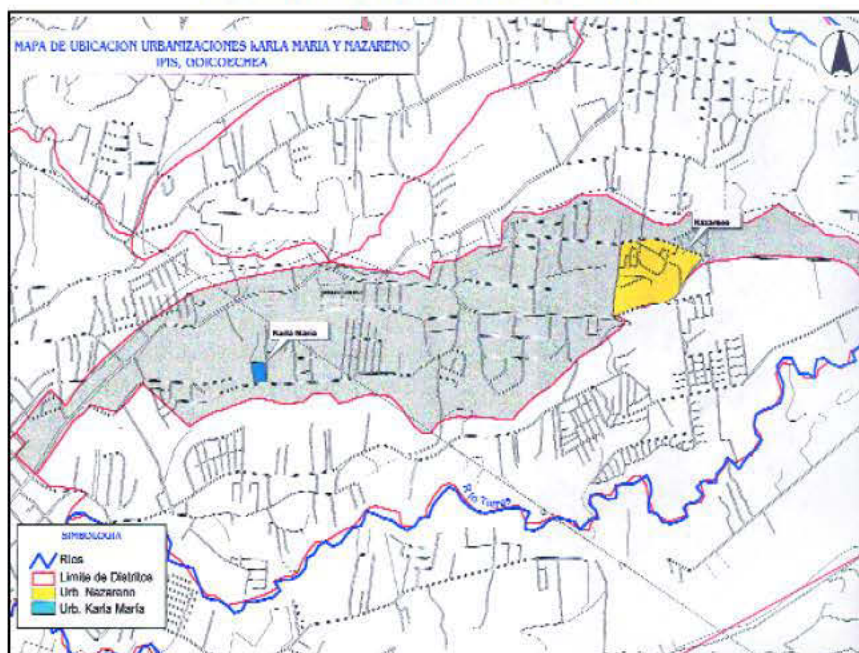 MAPA DE UBICACION URBANIZACIONES KARLA MARIA Y NAZARENO
IPIS, GOICOECHEA
Nazareno
Karla María
Río Torres
SIMBOLOGIA
Ríos
Limite de Distritos
Urb. Nazareno
Urb. Karla María